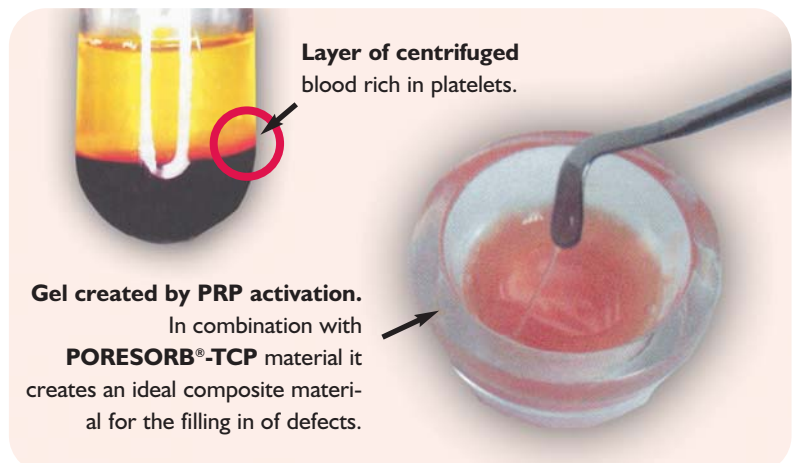 Layer of centrifuged
blood rich in platelets.
Gel created by PRP activation.
In combination with
PORESORB®-TCP material it
creates an ideal composite materi-
al for the filling in of defects.